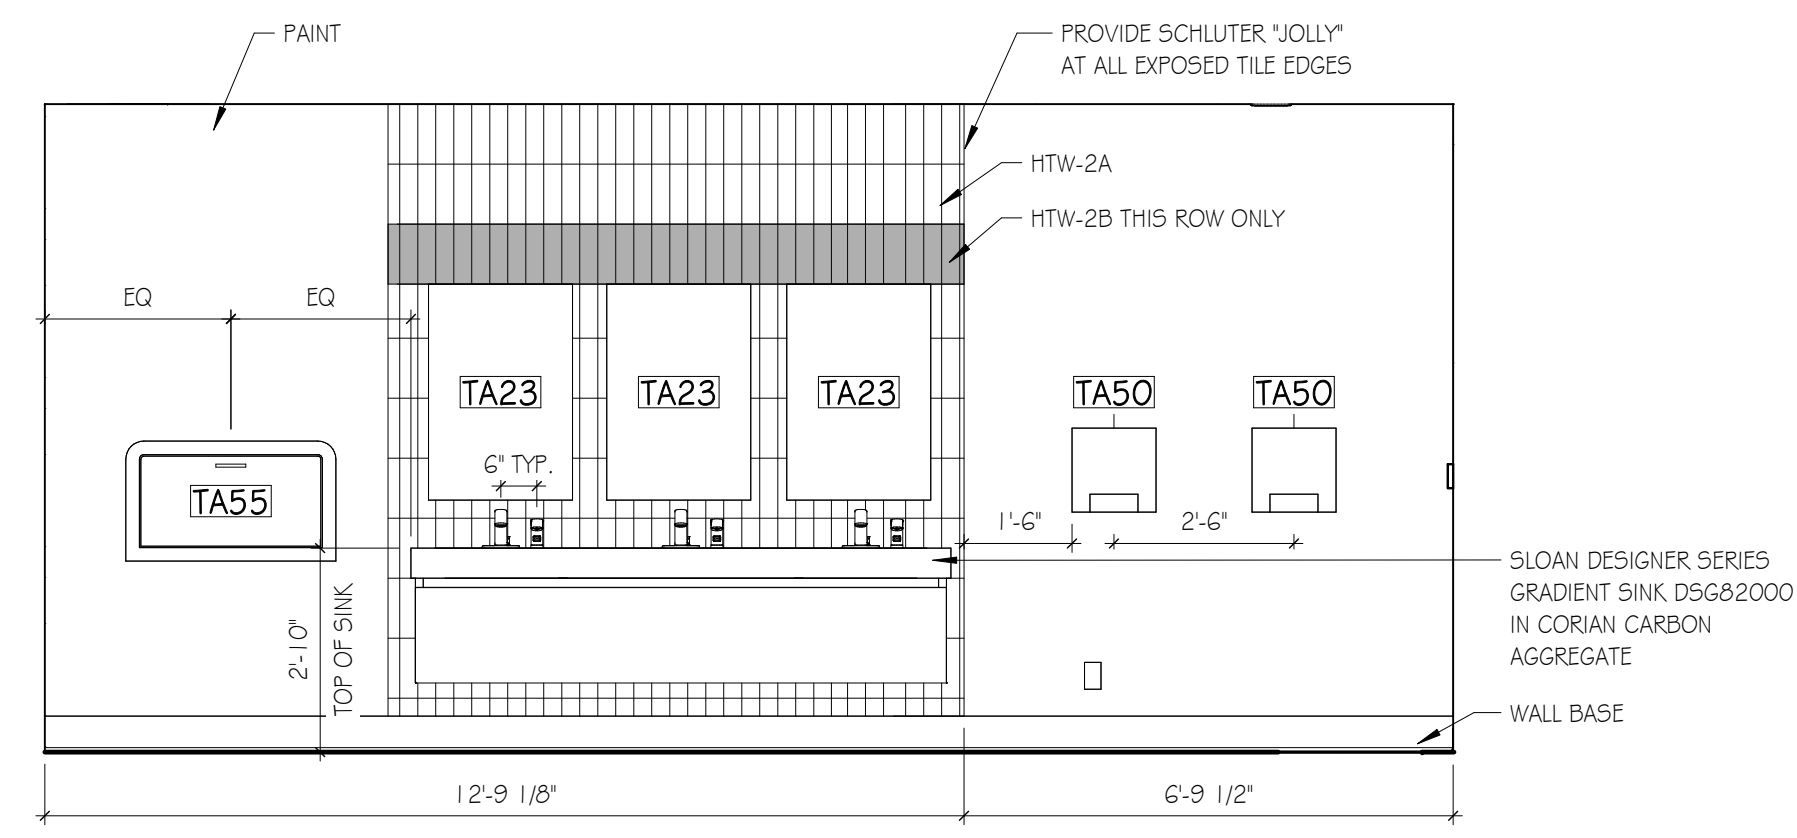 PAINT
PROVIDE SCHLUTER "JOLLY"
AT ALL EXPOSED TILE EDGES
HTW-2A
HTW-2B THIS ROW ONLY
EQ
EQ
TA23
TA23
TA23
TA50
TA50
6" TYP.
TA55
1'-6"
2'-6"
SLOAN DESIGNER SERIES
GRADIENT SINK DSG82000
IN CORIAN CARBON
AGGREGATE
2'-10"
TOP OF SINK
WALL BASE
12'-9 1/8"
6'-9 1/2"